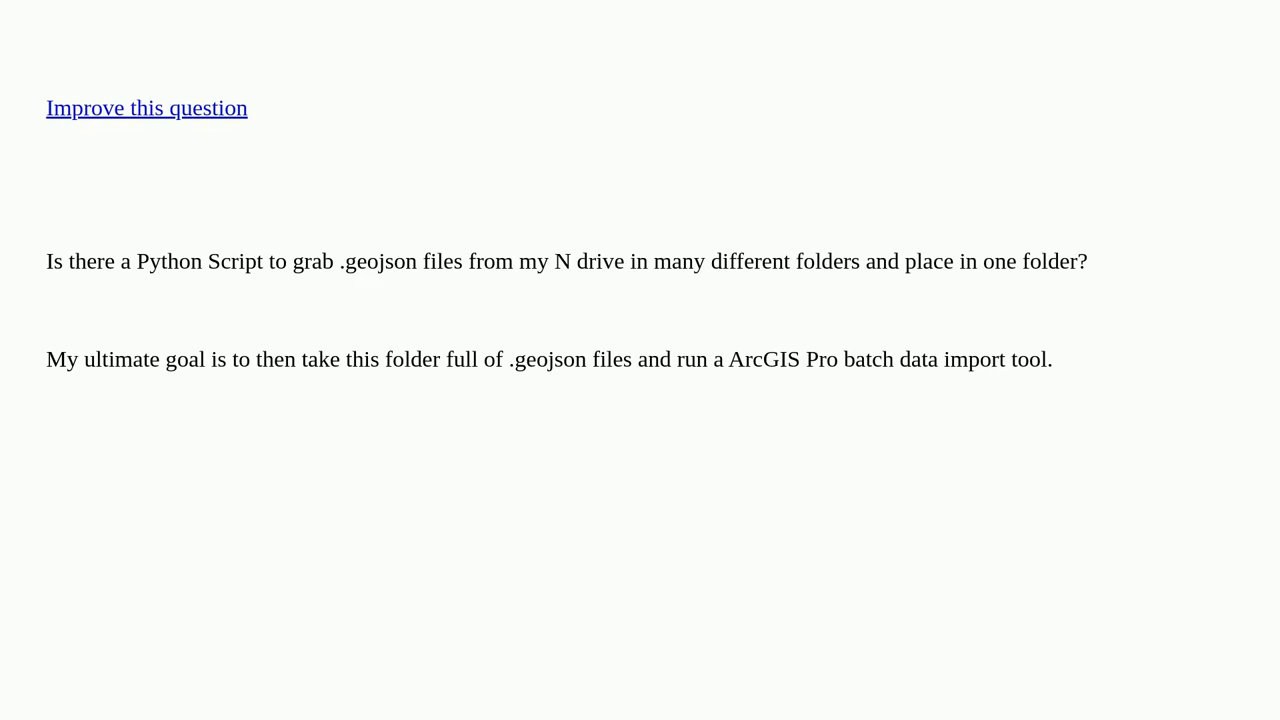 Improve this question
Is there a Python Script to grab .geojson files from my N drive in many different folders and place in one folder?
My ultimate goal is to then take this folder full of .geojson files and run a ArcGIS Pro batch data import tool.